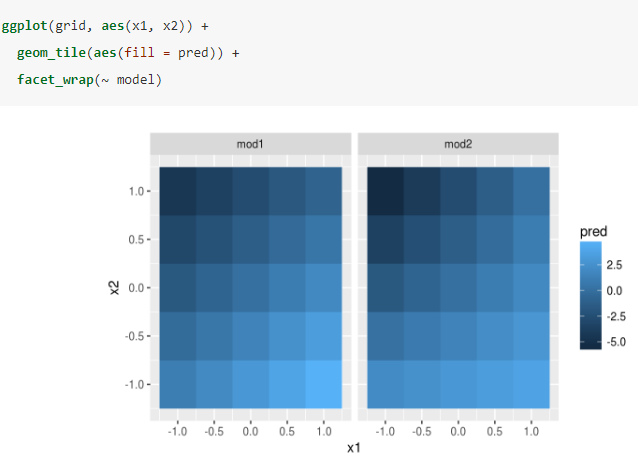 ggplot(grid, aes(x1, x2)) +
  geom_tile(aes(fill = pred)) +
  facet_wrap(~ model)
mod1
mod2
1.0
0.5
0.0
-0.5
-1.0
x2
-1.0 -0.5 0.0 0.5 1.0
-1.0 -0.5 0.0 0.5 1.0
x1
pred
2.5
0.0
-2.5
-5.0